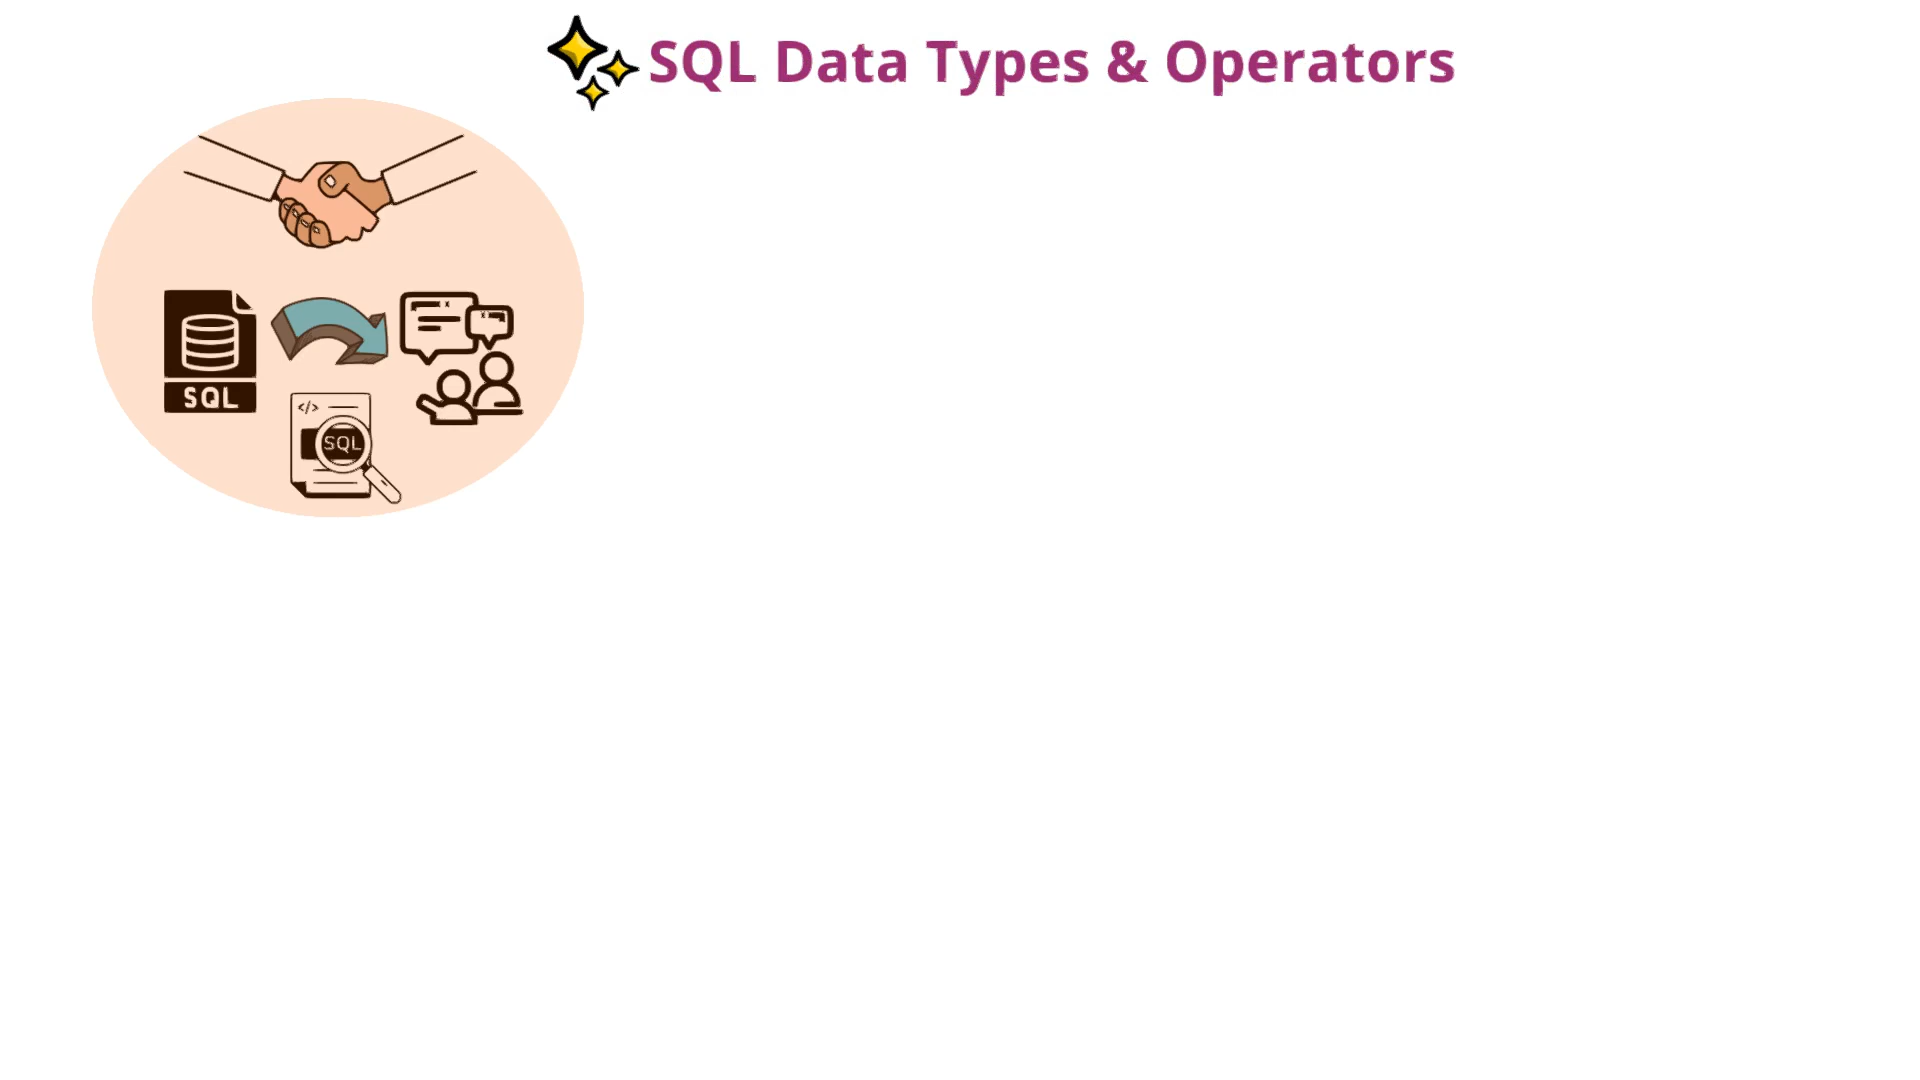 SQL Data Types & Operators
SQL
</>
SQL